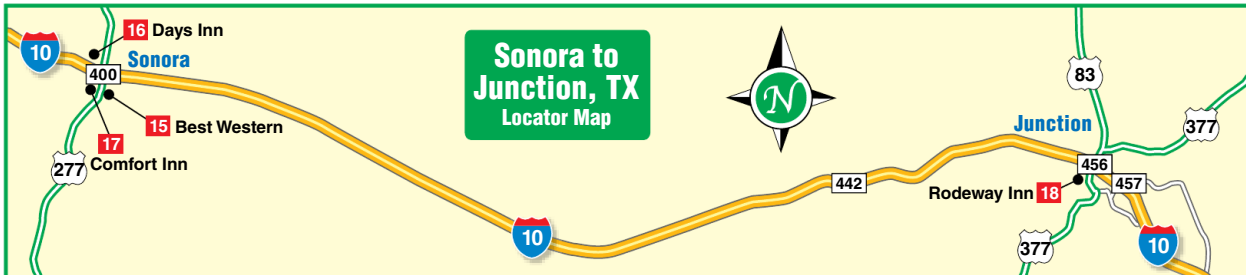 16 Days Inn
10
Sonora
400
15 Best Western
17
Comfort Inn
277
Sonora to
Junction, TX
Locator Map
N
10
442
83
Junction
377
456
457
Rodeway Inn 18
377
10